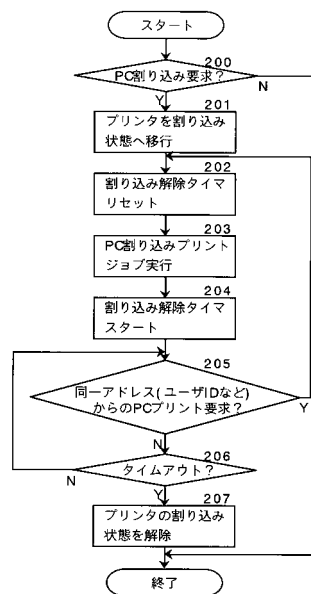 スタート
200
PC割り込み要求？
N
Y
201
プリンタを割り込み
状態へ移行
202
割り込み解除タイマ
リセット
203
PC割り込みプリント
ジョブ実行
204
割り込み解除タイマ
スタート
205
同一アドレス(ユーザIDなど)
からのPCプリント要求？
Y
N
206
タイムアウト？
N
Y
207
プリンタの割り込み
状態を解除
終了